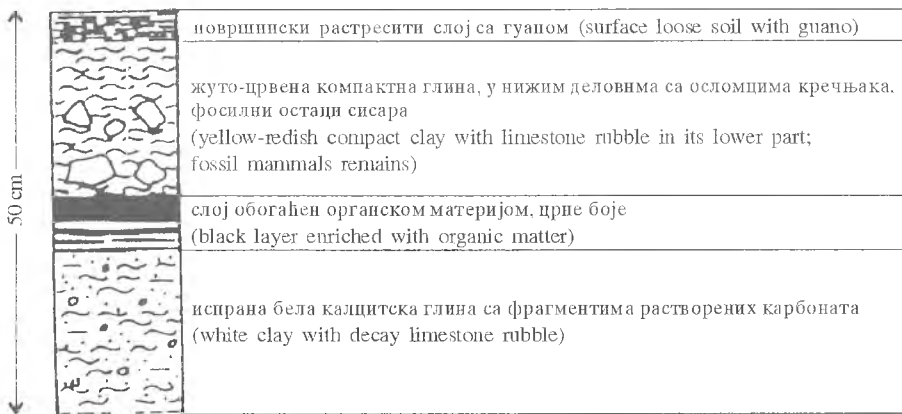 површински растресити слој са гуаном (surface loose soil with guano)
жуто-црвена компактна глина, у нижим деловима са осломцима кречњака,
фосилни остаци сисара
(yellow-redish compact clay with limestone rubble in its lower part;
fossil mammals remains)
50 cm
слој обогаћен органском материјом, црне боје
(black layer enriched with organic matter)
испрана бела калцитска глина са фрагментима растворених карбоната
(white clay with decay limestone rubble)